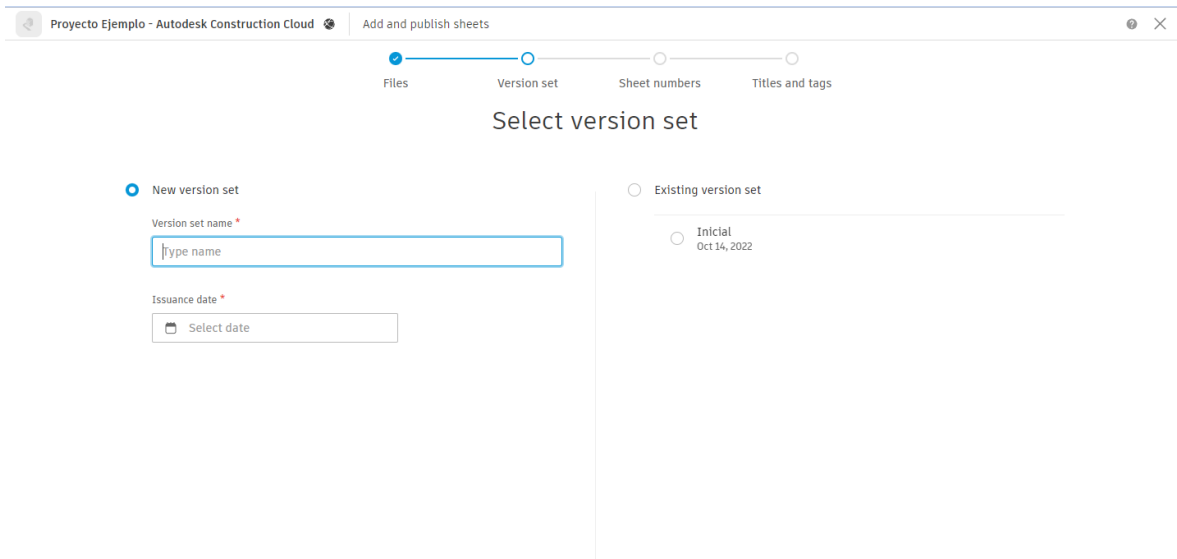 Proyecto Ejemplo - Autodesk Construction Cloud
Add and publish sheets
Files
Version set
Sheet numbers
Titles and tags
Select version set
New version set
Version set name *
Type name
Issuance date *
Select date
Existing version set
Inicial
Oct 14, 2022